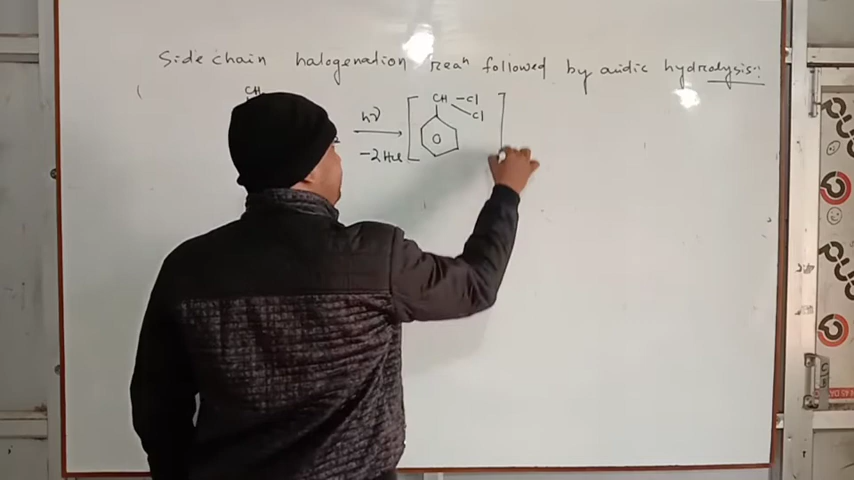 Side chain halogenation rean followed by acidic hydrolysis:
CH
hν
CH -Cl
Cl
-2HCl